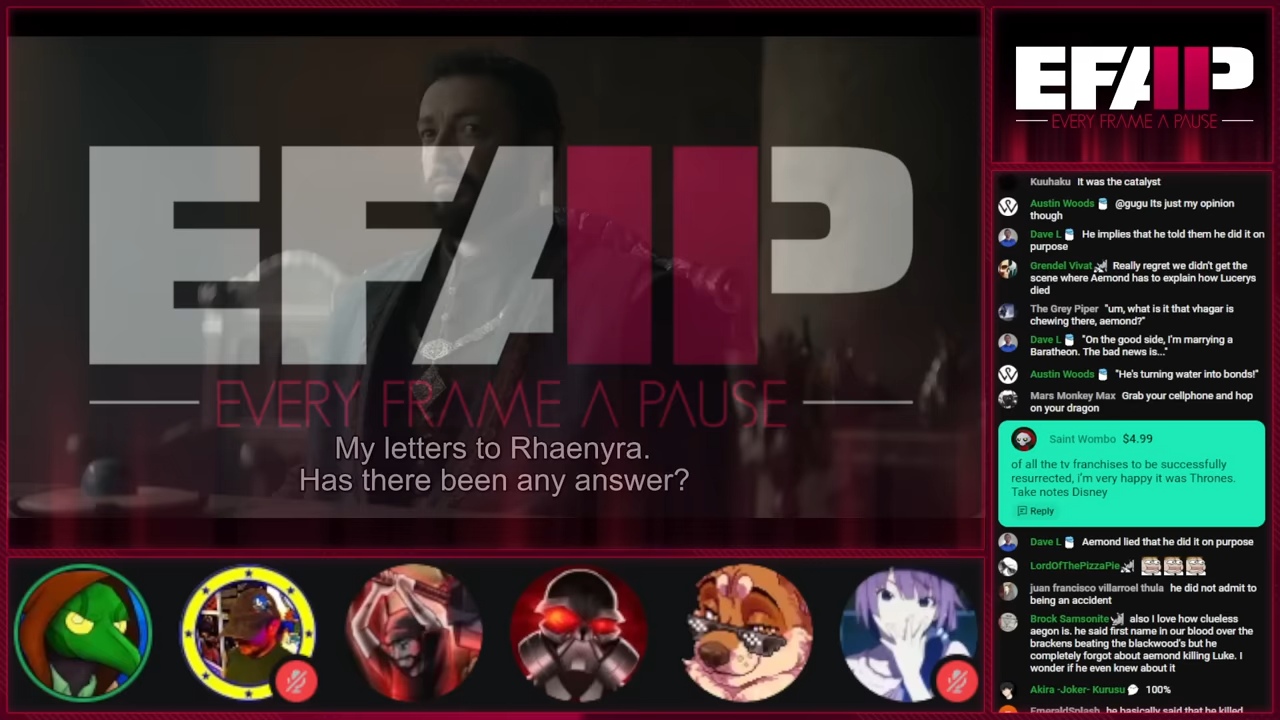 EFAP
EVERY FRAME A PAUSE
My letters to Rhaenyra.
Has there been any answer?
EFAP
EVERY FRAME A PAUSE
Kuuhaku It was the catalyst
Austin Woods @gugu Its just my opinion
though
Dave L He implies that he told them he did it on
purpose
Grendel Vivat Really regret we didn't get the
scene where Aemond has to explain how Lucerys
died
The Grey Piper "um, what is it that vhagar is
chewing there, aemond?"
Dave L "On the good side, I'm marrying a
Baratheon. The bad news is..."
Austin Woods "He's turning water into bonds!"
Mars Monkey Max Grab your cellphone and hop
on your dragon
Saint Wombo $4.99
of all the tv franchises to be successfully
resurrected, i'm very happy it was Thrones.
Take notes Disney
Reply
Dave L Aemond lied that he did it on purpose
LordOfThePizzaPie
juan francisco villarroel thula he did not admit to
being an accident
Brock Samsonite also I love how clueless
aegon is. he said first name in our blood over the
brackens beating the blackwood's but he
completely forgot about aemond killing Luke. I
wonder if he even knew about it
Akira -Joker- Kurusu 100%
EmeraldSplash he basically said that he killed